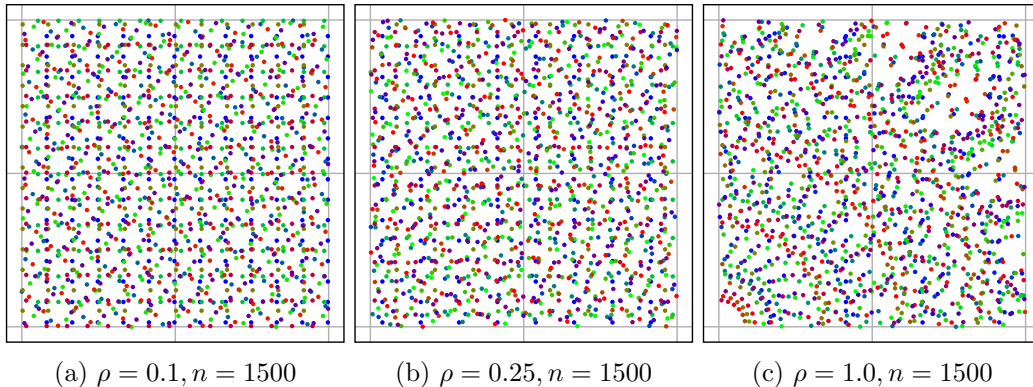 (a) ρ = 0.1, n = 1500
(b) ρ = 0.25, n = 1500
(c) ρ = 1.0, n = 1500